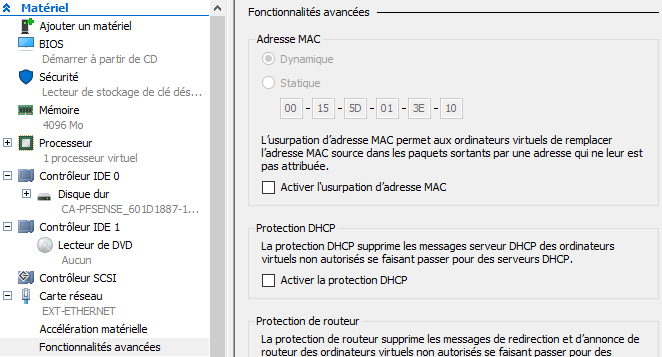 Matériel
Ajouter un matériel
BIOS
Démarrer à partir de CD
Sécurité
Lecteur de stockage de clé dés...
Mémoire
4096 Mo
Processeur
1 processeur virtuel
Contrôleur IDE 0
Disque dur
CA-PFSENSE_601D1887-1...
Contrôleur IDE 1
Lecteur de DVD
Aucun
Contrôleur SCSI
Carte réseau
EXT-ETHERNET
Accélération matérielle
Fonctionnalités avancées
Fonctionnalités avancées
Adresse MAC
Dynamique
Statique
00 - 15 - 5D - 01 - 3E - 10
L'usurpation d'adresse MAC permet aux ordinateurs virtuels de remplacer
l'adresse MAC source dans les paquets sortants par une adresse qui ne leur est
pas attribuée.
Activer l'usurpation d'adresse MAC
Protection DHCP
La protection DHCP supprime les messages serveur DHCP des ordinateurs
virtuels non autorisés se faisant passer pour des serveurs DHCP.
Activer la protection DHCP
Protection de routeur
La protection de routeur supprime les messages de redirection et d'annonce de
routeur des ordinateurs virtuels non autorisés se faisant passer pour des